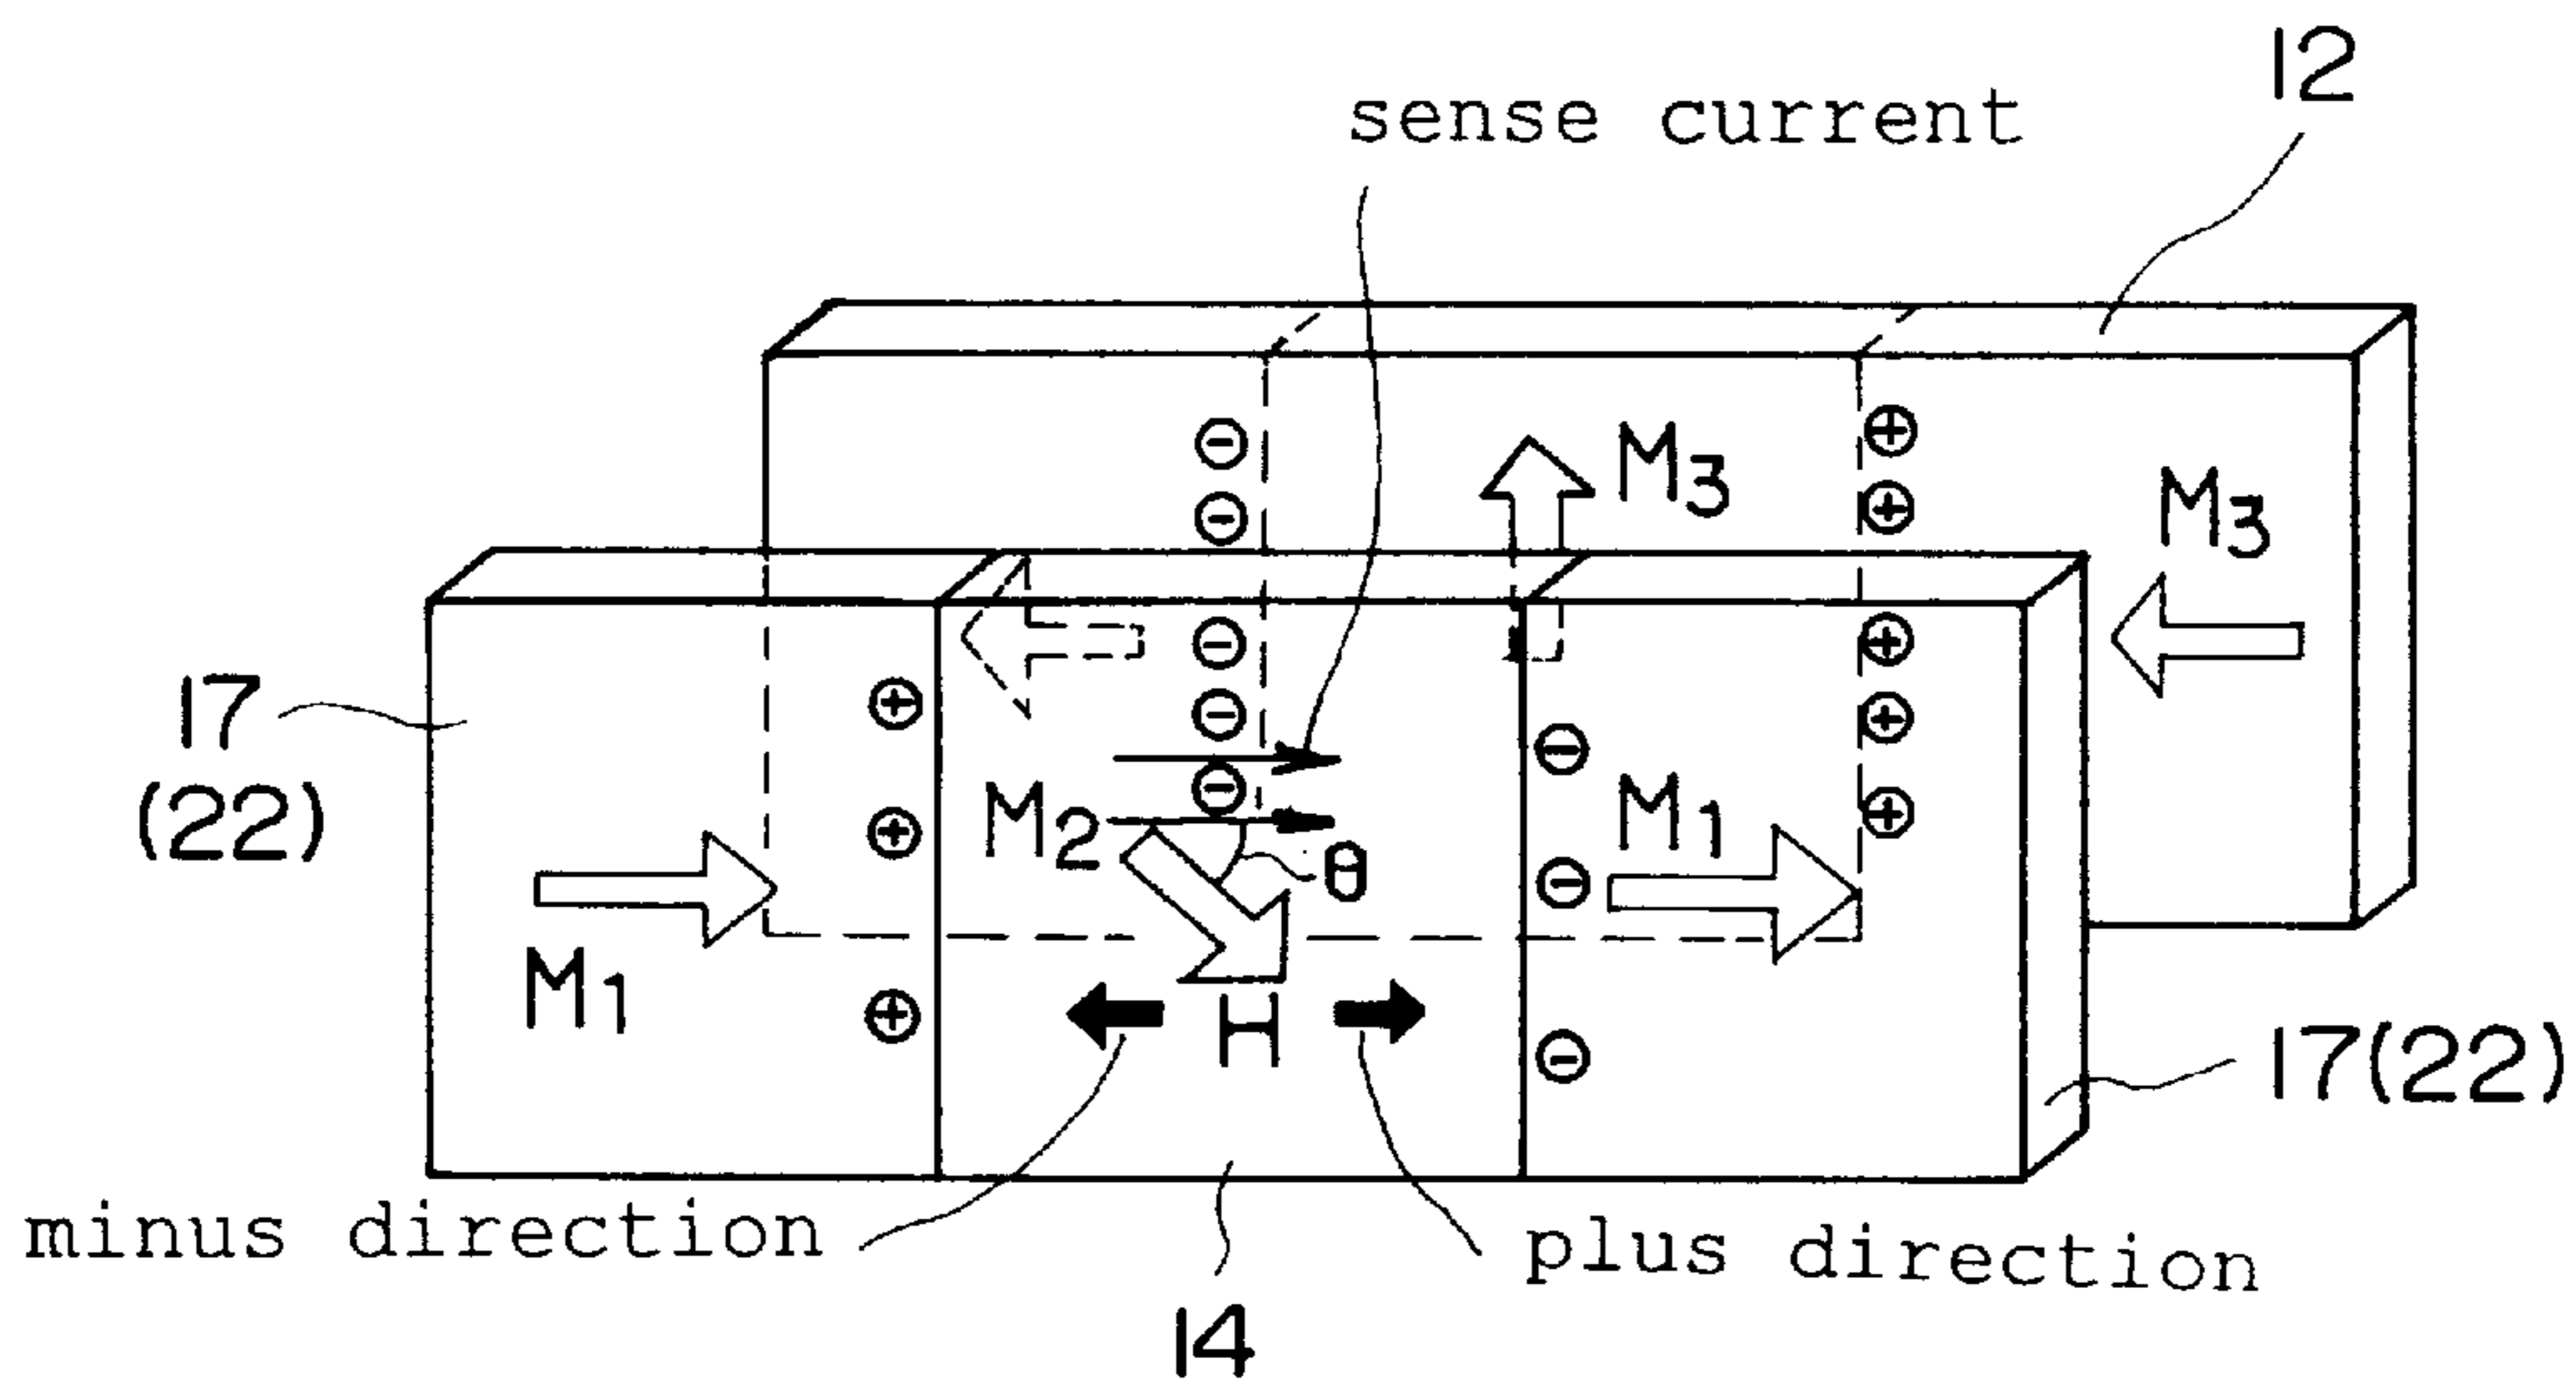 12
sense current
M3
M3
17
(22)
M2
M1
θ
M1
H
17(22)
minus direction
plus direction
14